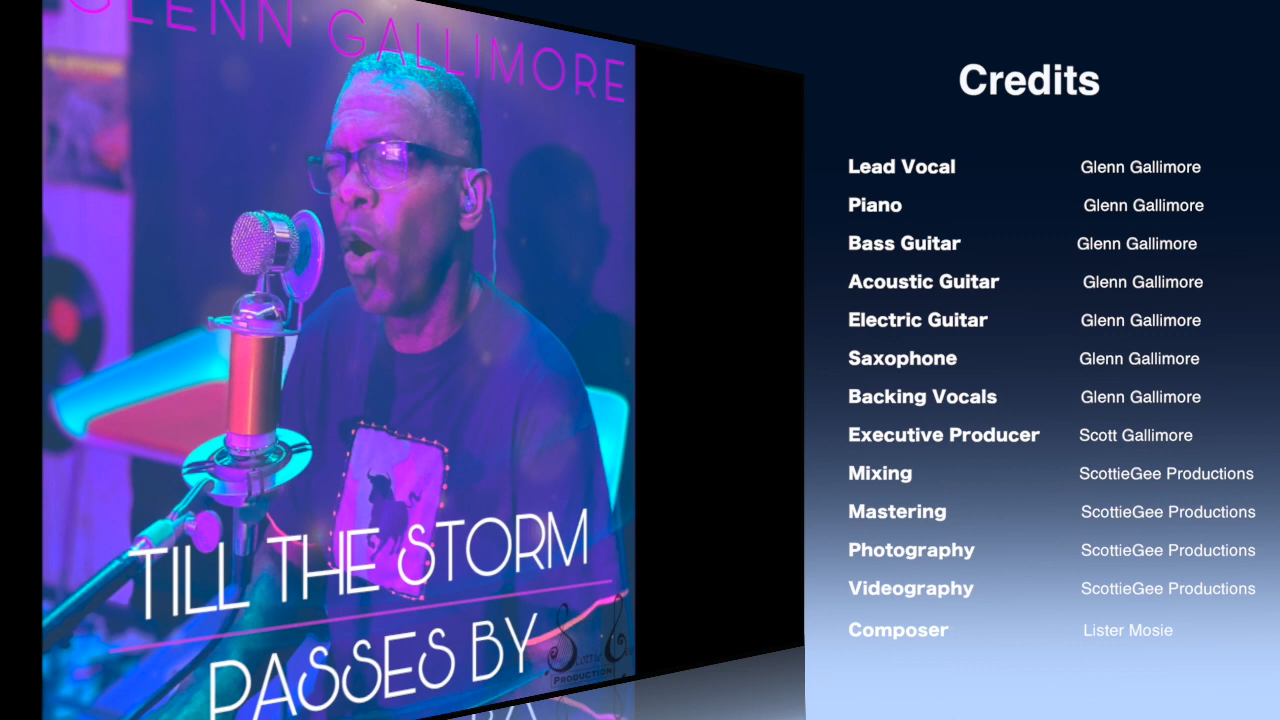 GLENN GALLIMORE
TILL THE STORM
PASSES BY
PRODUCTION
Credits
Lead Vocal Glenn Gallimore
Piano Glenn Gallimore
Bass Guitar Glenn Gallimore
Acoustic Guitar Glenn Gallimore
Electric Guitar Glenn Gallimore
Saxophone Glenn Gallimore
Backing Vocals Glenn Gallimore
Executive Producer Scott Gallimore
Mixing ScottieGee Productions
Mastering ScottieGee Productions
Photography ScottieGee Productions
Videography ScottieGee Productions
Composer Lister Mosie